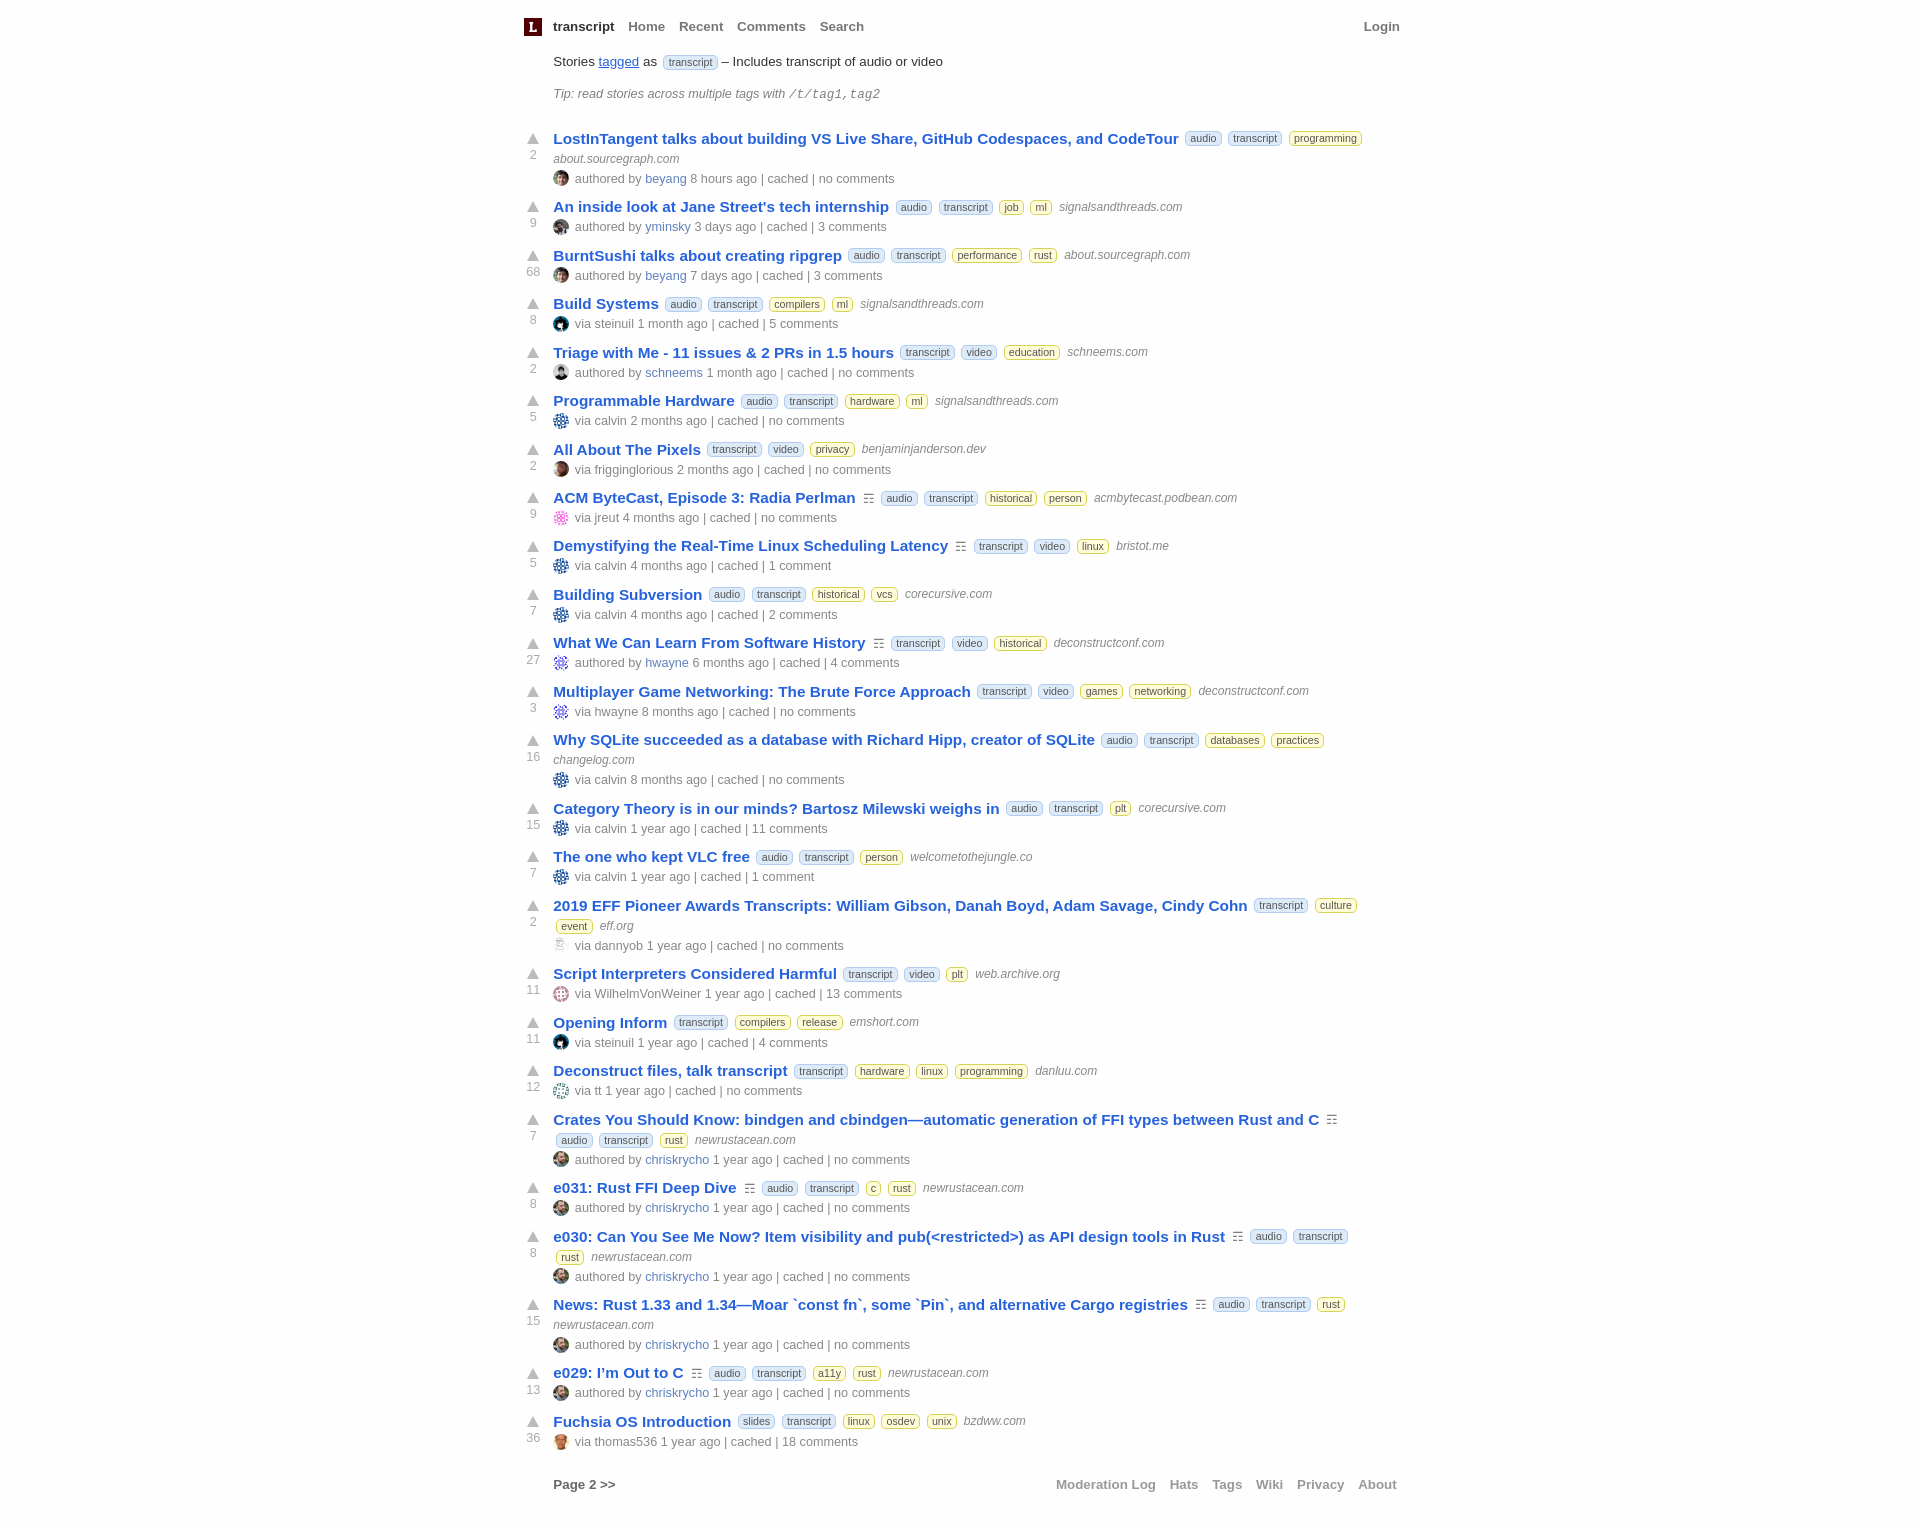 L transcript Home Recent Comments Search Login
Stories tagged as transcript – Includes transcript of audio or video
Tip: read stories across multiple tags with /t/tag1,tag2
LostInTangent talks about building VS Live Share, GitHub Codespaces, and CodeTour audio transcript programming
2 about.sourcegraph.com
authored by beyang 8 hours ago | cached | no comments
An inside look at Jane Street's tech internship audio transcript job ml signalsandthreads.com
9 authored by yminsky 3 days ago | cached | 3 comments
BurntSushi talks about creating ripgrep audio transcript performance rust about.sourcegraph.com
68 authored by beyang 7 days ago | cached | 3 comments
Build Systems audio transcript compilers ml signalsandthreads.com
8 via steinuil 1 month ago | cached | 5 comments
Triage with Me - 11 issues & 2 PRs in 1.5 hours transcript video education schneems.com
2 authored by schneems 1 month ago | cached | no comments
Programmable Hardware audio transcript hardware ml signalsandthreads.com
5 via calvin 2 months ago | cached | no comments
All About The Pixels transcript video privacy benjaminjanderson.dev
2 via frigginglorious 2 months ago | cached | no comments
ACM ByteCast, Episode 3: Radia Perlman ☶ audio transcript historical person acmbytecast.podbean.com
9 via jreut 4 months ago | cached | no comments
Demystifying the Real-Time Linux Scheduling Latency ☶ transcript video linux bristot.me
5 via calvin 4 months ago | cached | 1 comment
Building Subversion audio transcript historical vcs corecursive.com
7 via calvin 4 months ago | cached | 2 comments
What We Can Learn From Software History ☶ transcript video historical deconstructconf.com
27 authored by hwayne 6 months ago | cached | 4 comments
Multiplayer Game Networking: The Brute Force Approach transcript video games networking deconstructconf.com
3 via hwayne 8 months ago | cached | no comments
Why SQLite succeeded as a database with Richard Hipp, creator of SQLite audio transcript databases practices
16 changelog.com
via calvin 8 months ago | cached | no comments
Category Theory is in our minds? Bartosz Milewski weighs in audio transcript plt corecursive.com
15 via calvin 1 year ago | cached | 11 comments
The one who kept VLC free audio transcript person welcometothejungle.co
7 via calvin 1 year ago | cached | 1 comment
2019 EFF Pioneer Awards Transcripts: William Gibson, Danah Boyd, Adam Savage, Cindy Cohn transcript culture
2 event eff.org
via dannyob 1 year ago | cached | no comments
Script Interpreters Considered Harmful transcript video plt web.archive.org
11 via WilhelmVonWeiner 1 year ago | cached | 13 comments
Opening Inform transcript compilers release emshort.com
11 via steinuil 1 year ago | cached | 4 comments
Deconstruct files, talk transcript transcript hardware linux programming danluu.com
12 via tt 1 year ago | cached | no comments
Crates You Should Know: bindgen and cbindgen—automatic generation of FFI types between Rust and C ☶
7 audio transcript rust newrustacean.com
authored by chriskrycho 1 year ago | cached | no comments
e031: Rust FFI Deep Dive ☶ audio transcript c rust newrustacean.com
8 authored by chriskrycho 1 year ago | cached | no comments
e030: Can You See Me Now? Item visibility and pub(<restricted>) as API design tools in Rust ☶ audio transcript
8 rust newrustacean.com
authored by chriskrycho 1 year ago | cached | no comments
News: Rust 1.33 and 1.34—Moar `const fn`, some `Pin`, and alternative Cargo registries ☶ audio transcript rust
15 newrustacean.com
authored by chriskrycho 1 year ago | cached | no comments
e029: I’m Out to C ☶ audio transcript a11y rust newrustacean.com
13 authored by chriskrycho 1 year ago | cached | no comments
Fuchsia OS Introduction slides transcript linux osdev unix bzdww.com
36 via thomas536 1 year ago | cached | 18 comments
Page 2 >> Moderation Log Hats Tags Wiki Privacy About